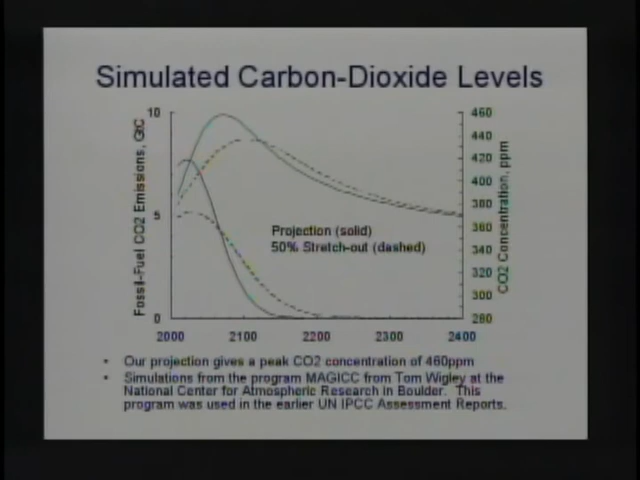 Simulated Carbon-Dioxide Levels
Fossil-Fuel CO2 Emissions, GtC
10
5
0
460
440
420
400
380
360
340
320
300
280
CO2 Concentration, ppm
Projection (solid)
50% Stretch-out (dashed)
2000 2100 2200 2300 2400
• Our projection gives a peak CO2 concentration of 460ppm
• Simulations from the program MAGICC from Tom Wigley at the
National Center for Atmospheric Research in Boulder. This
program was used in the earlier UN IPCC Assessment Reports.